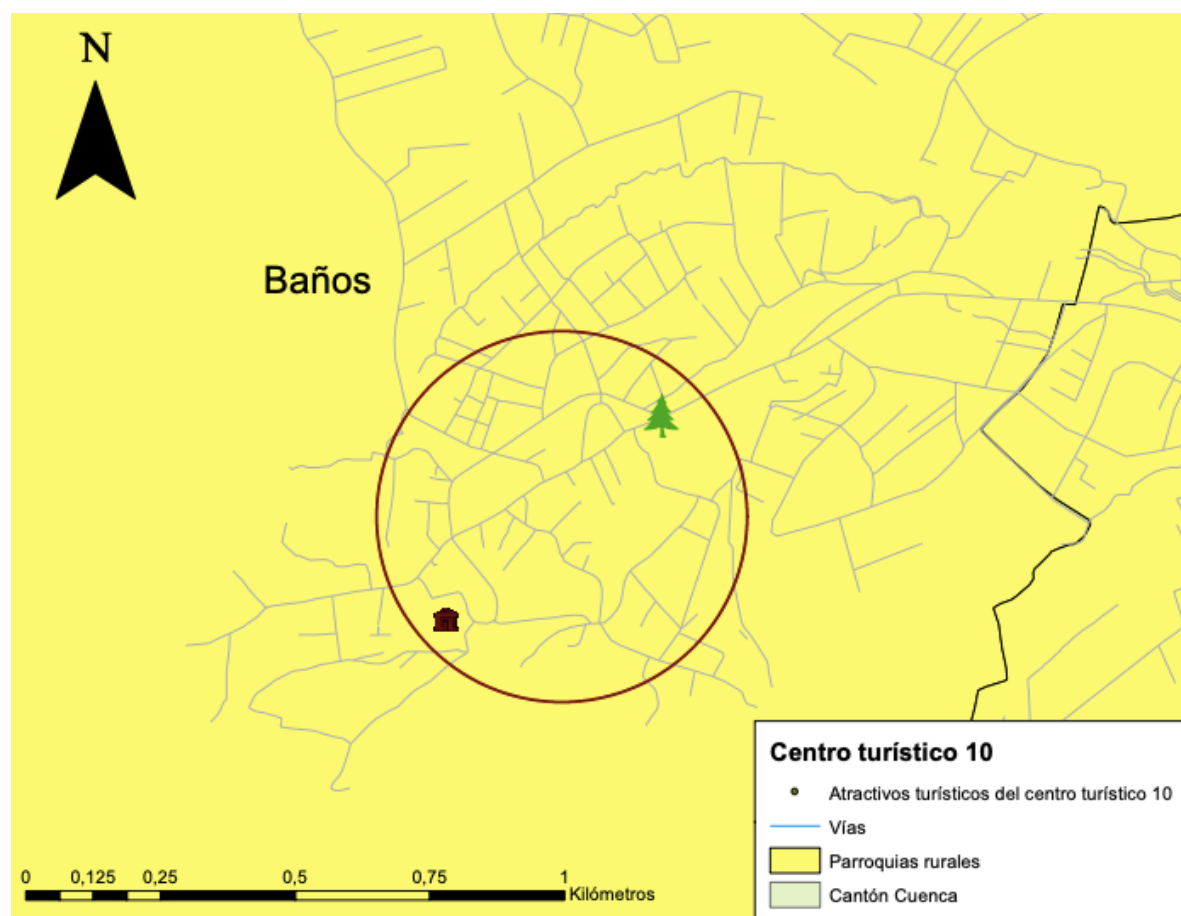 N
Baños
Centro turístico 10
Atractivos turísticos del centro turístico 10
Vías
Parroquias rurales
Cantón Cuenca
0 0,125 0,25 0,5 0,75 1
Kilómetros